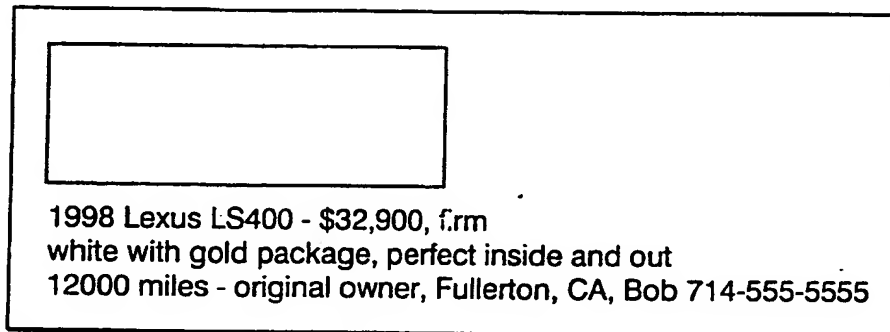 1998 Lexus LS400 - $32,900, firm
white with gold package, perfect inside and out
12000 miles - original owner, Fullerton, CA, Bob 714-555-5555